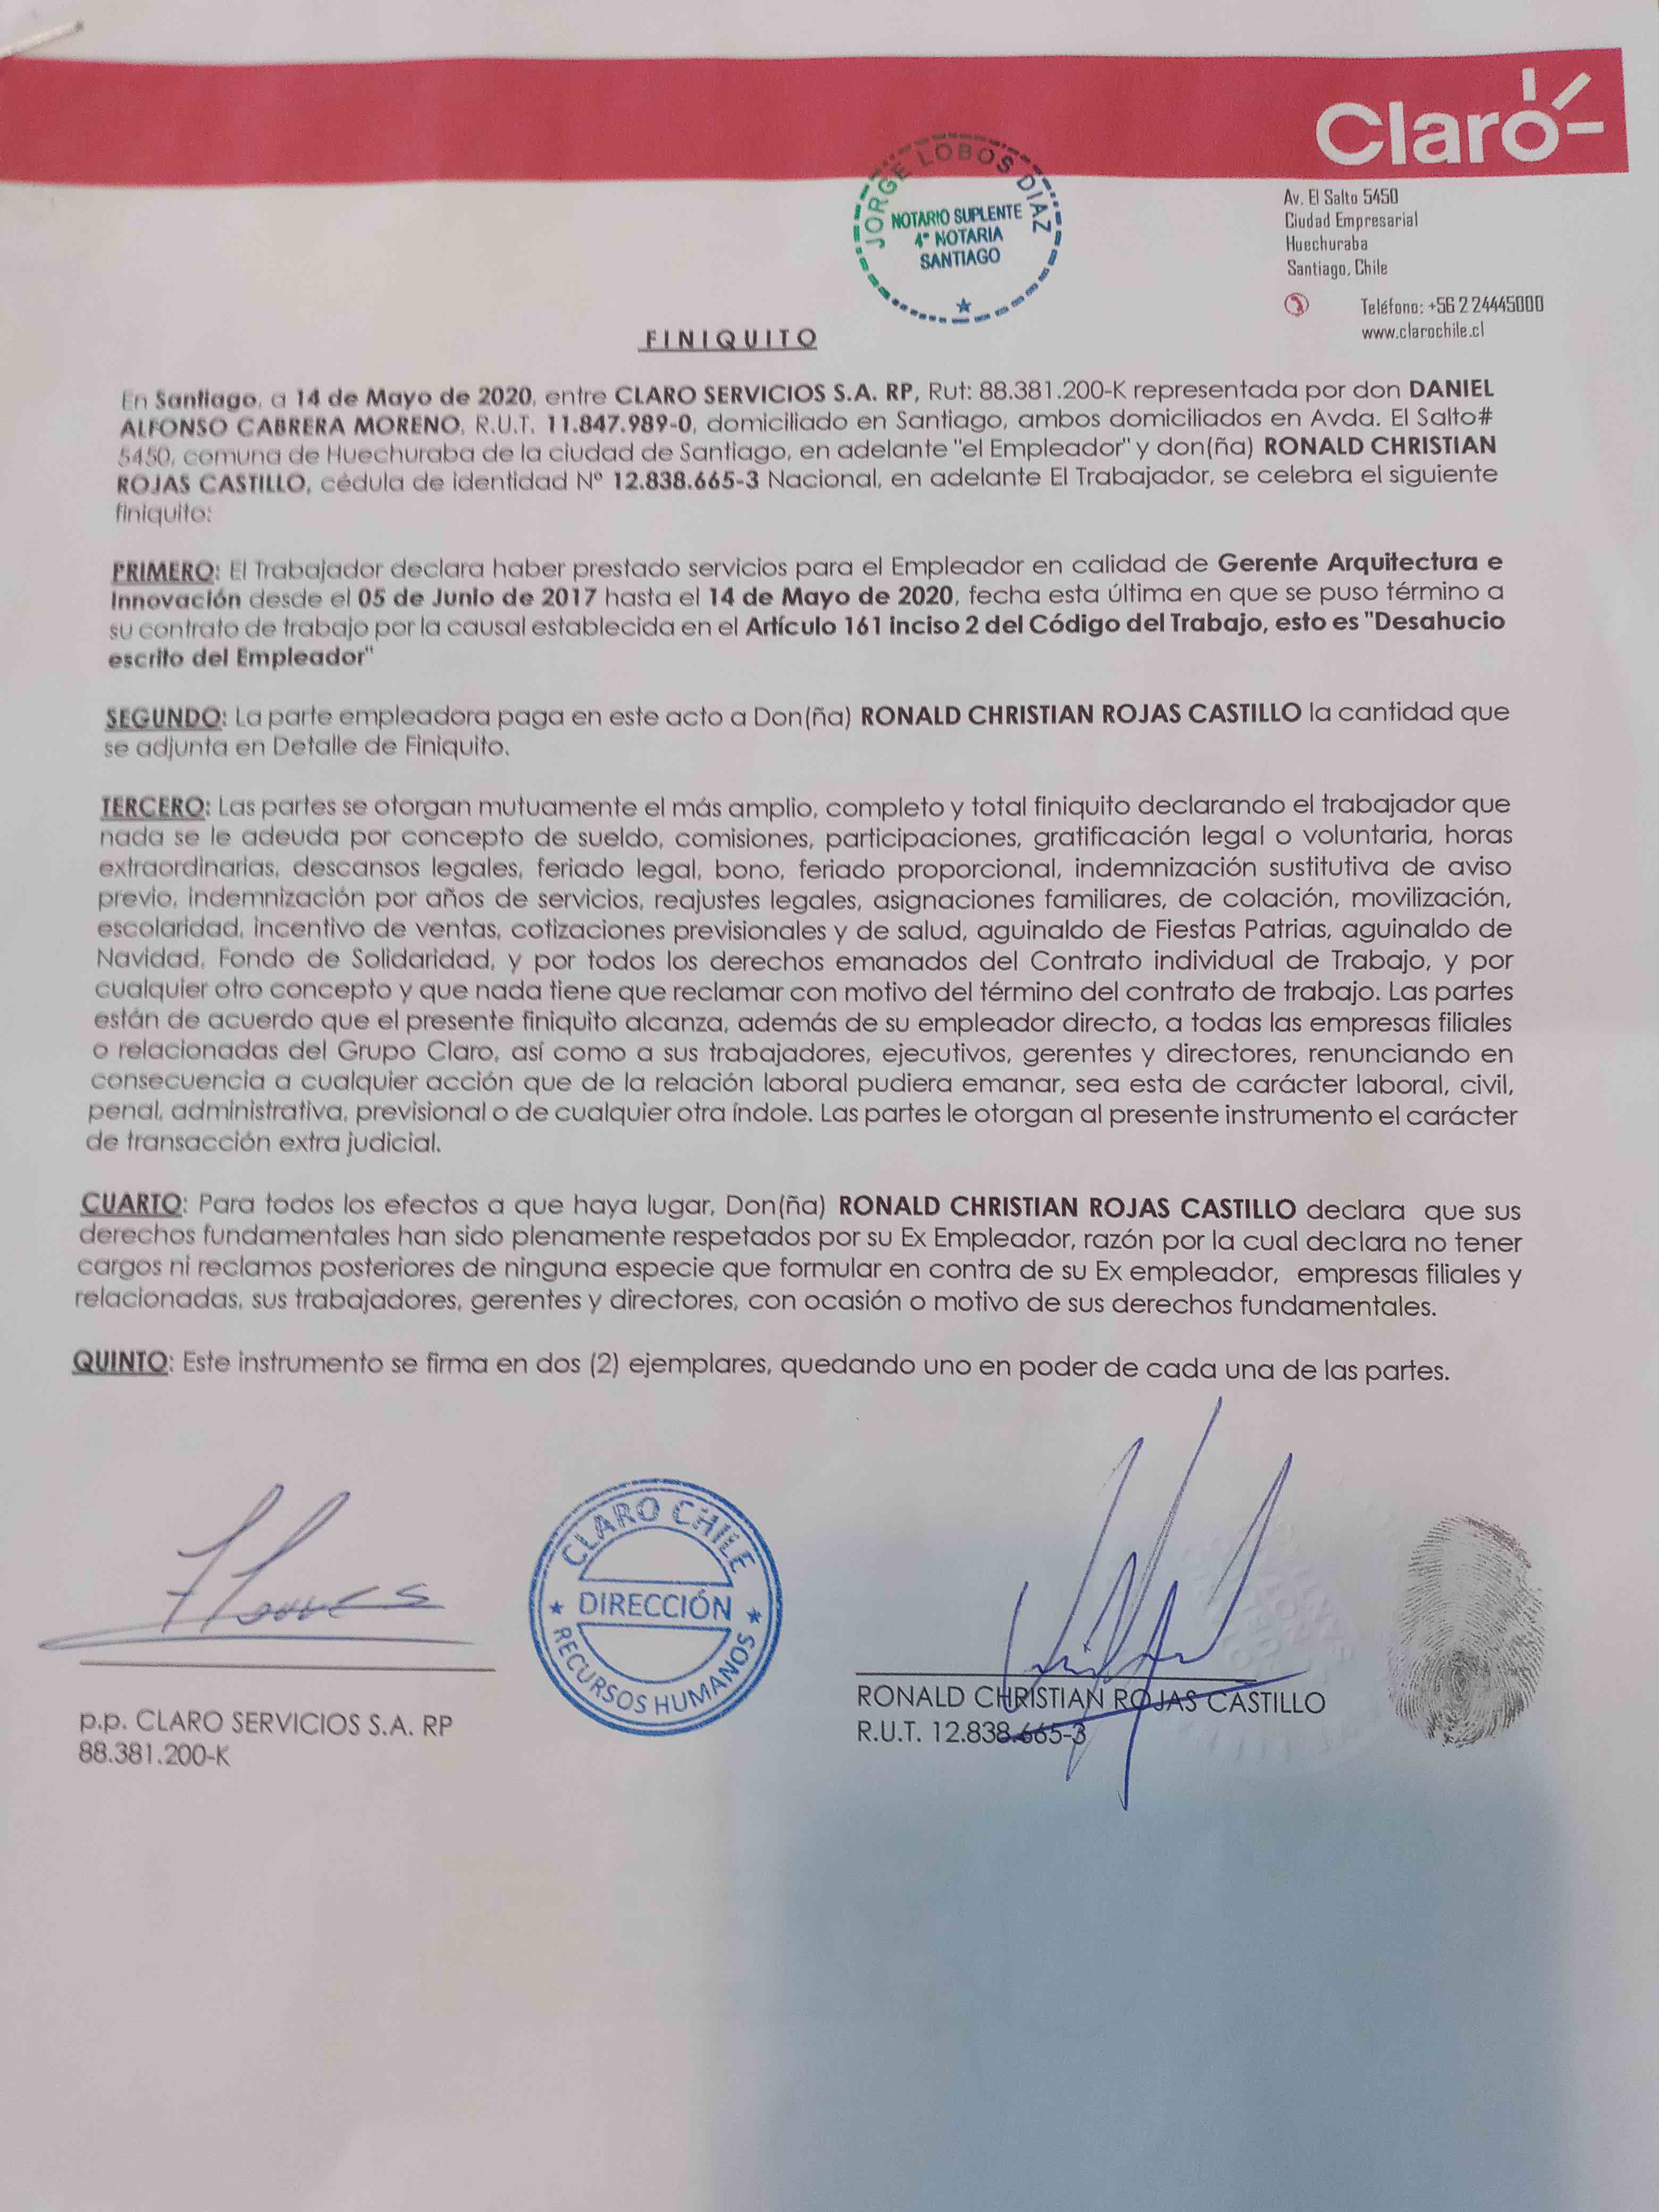 Claro
JORGE LOBOS DIAZ
NOTARIO SUPLENTE
4° NOTARIA
SANTIAGO
Av. El Salto 5450
Ciudad Empresarial
Huechuraba
Santiago, Chile
Teléfono: +56 2 24445000
www.clarochile.cl
FINIQUITO
En Santiago, a 14 de Mayo de 2020, entre CLARO SERVICIOS S.A. RP, Rut: 88.381.200-K representada por don DANIEL
ALFONSO CABRERA MORENO, R.U.T. 11.847.989-0, domiciliado en Santiago, ambos domiciliados en Avda. El Salto#
5450, comuna de Huechuraba de la ciudad de Santiago, en adelante "el Empleador" y don(ña) RONALD CHRISTIAN
ROJAS CASTILLO, cédula de identidad Nº 12.838.665-3 Nacional, en adelante El Trabajador, se celebra el siguiente
finiquito:
PRIMERO: El Trabajador declara haber prestado servicios para el Empleador en calidad de Gerente Arquitectura e
Innovación desde el 05 de Junio de 2017 hasta el 14 de Mayo de 2020, fecha esta última en que se puso término a
su contrato de trabajo por la causal establecida en el Artículo 161 inciso 2 del Código del Trabajo, esto es "Desahucio
escrito del Empleador"
SEGUNDO: La parte empleadora paga en este acto a Don(ña) RONALD CHRISTIAN ROJAS CASTILLO la cantidad que
se adjunta en Detalle de Finiquito.
TERCERO: Las partes se otorgan mutuamente el más amplio, completo y total finiquito declarando el trabajador que
nada se le adeuda por concepto de sueldo, comisiones, participaciones, gratificación legal o voluntaria, horas
extraordinarias, descansos legales, feriado legal, bono, feriado proporcional, indemnización sustitutiva de aviso
previo, indemnización por años de servicios, reajustes legales, asignaciones familiares, de colación, movilización,
escolaridad, incentivo de ventas, cotizaciones previsionales y de salud, aguinaldo de Fiestas Patrias, aguinaldo de
Navidad, Fondo de Solidaridad, y por todos los derechos emanados del Contrato individual de Trabajo, y por
cualquier otro concepto y que nada tiene que reclamar con motivo del término del contrato de trabajo. Las partes
están de acuerdo que el presente finiquito alcanza, además de su empleador directo, a todas las empresas filiales
o relacionadas del Grupo Claro, así como a sus trabajadores, ejecutivos, gerentes y directores, renunciando en
consecuencia a cualquier acción que de la relación laboral pudiera emanar, sea esta de carácter laboral, civil,
penal, administrativa, previsional o de cualquier otra índole. Las partes le otorgan al presente instrumento el carácter
de transacción extra judicial.
CUARTO: Para todos los efectos a que haya lugar, Don(ña) RONALD CHRISTIAN ROJAS CASTILLO declara que sus
derechos fundamentales han sido plenamente respetados por su Ex Empleador, razón por la cual declara no tener
cargos ni reclamos posteriores de ninguna especie que formular en contra de su Ex empleador, empresas filiales y
relacionadas, sus trabajadores, gerentes y directores, con ocasión o motivo de sus derechos fundamentales.
QUINTO: Este instrumento se firma en dos (2) ejemplares, quedando uno en poder de cada una de las partes.
CLARO CHILE
DIRECCIÓN
RECURSOS HUMANOS
p.p. CLARO SERVICIOS S.A. RP
88.381.200-K
RONALD CHRISTIAN ROJAS CASTILLO
R.U.T. 12.838.665-3